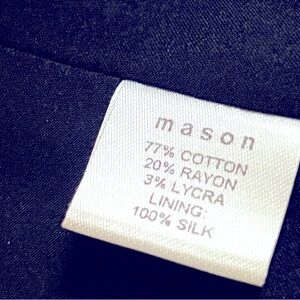 mason
77% COTTON
20% RAYON
3% LYCRA
LINING:
100% SILK